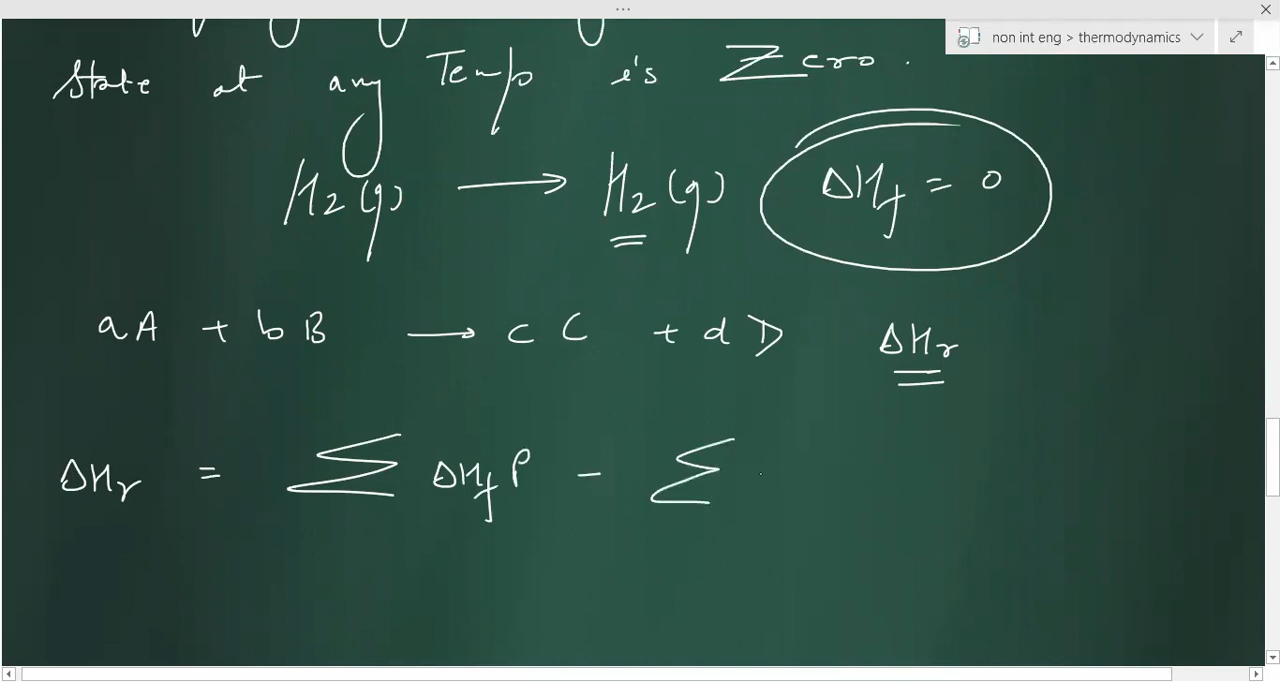 non int eng > thermodynamics
State at any Temp is Zero.
H₂(g) → H₂(g) ΔHf = 0
aA + bB → cC + dD ΔHr
ΔHr = Σ ΔHf P - Σ